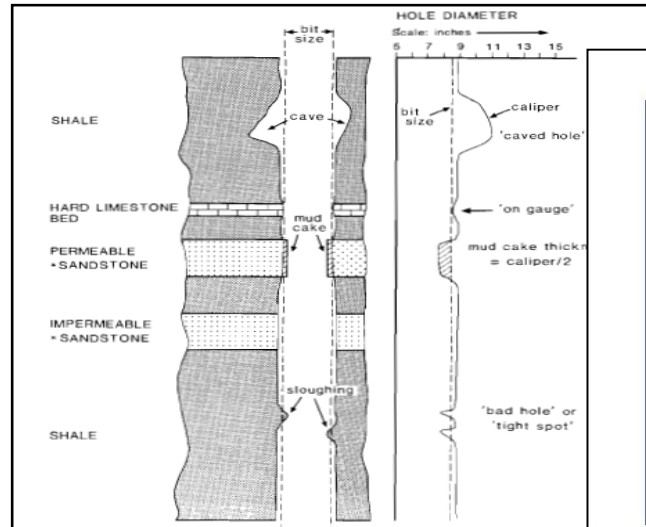 HOLE DIAMETER
Scale: inches
6 7 9 11 15
bit
size
SHALE
cave
bit
size
caliper
'caved hole'
HARD LIMESTONE
BED
mud
cake
'on gauge'
PERMEABLE
*SANDSTONE
mud cake thickn
= caliper/2
IMPERMEABLE
*SANDSTONE
sloughing
SHALE
'bad hole' or
'tight spot'